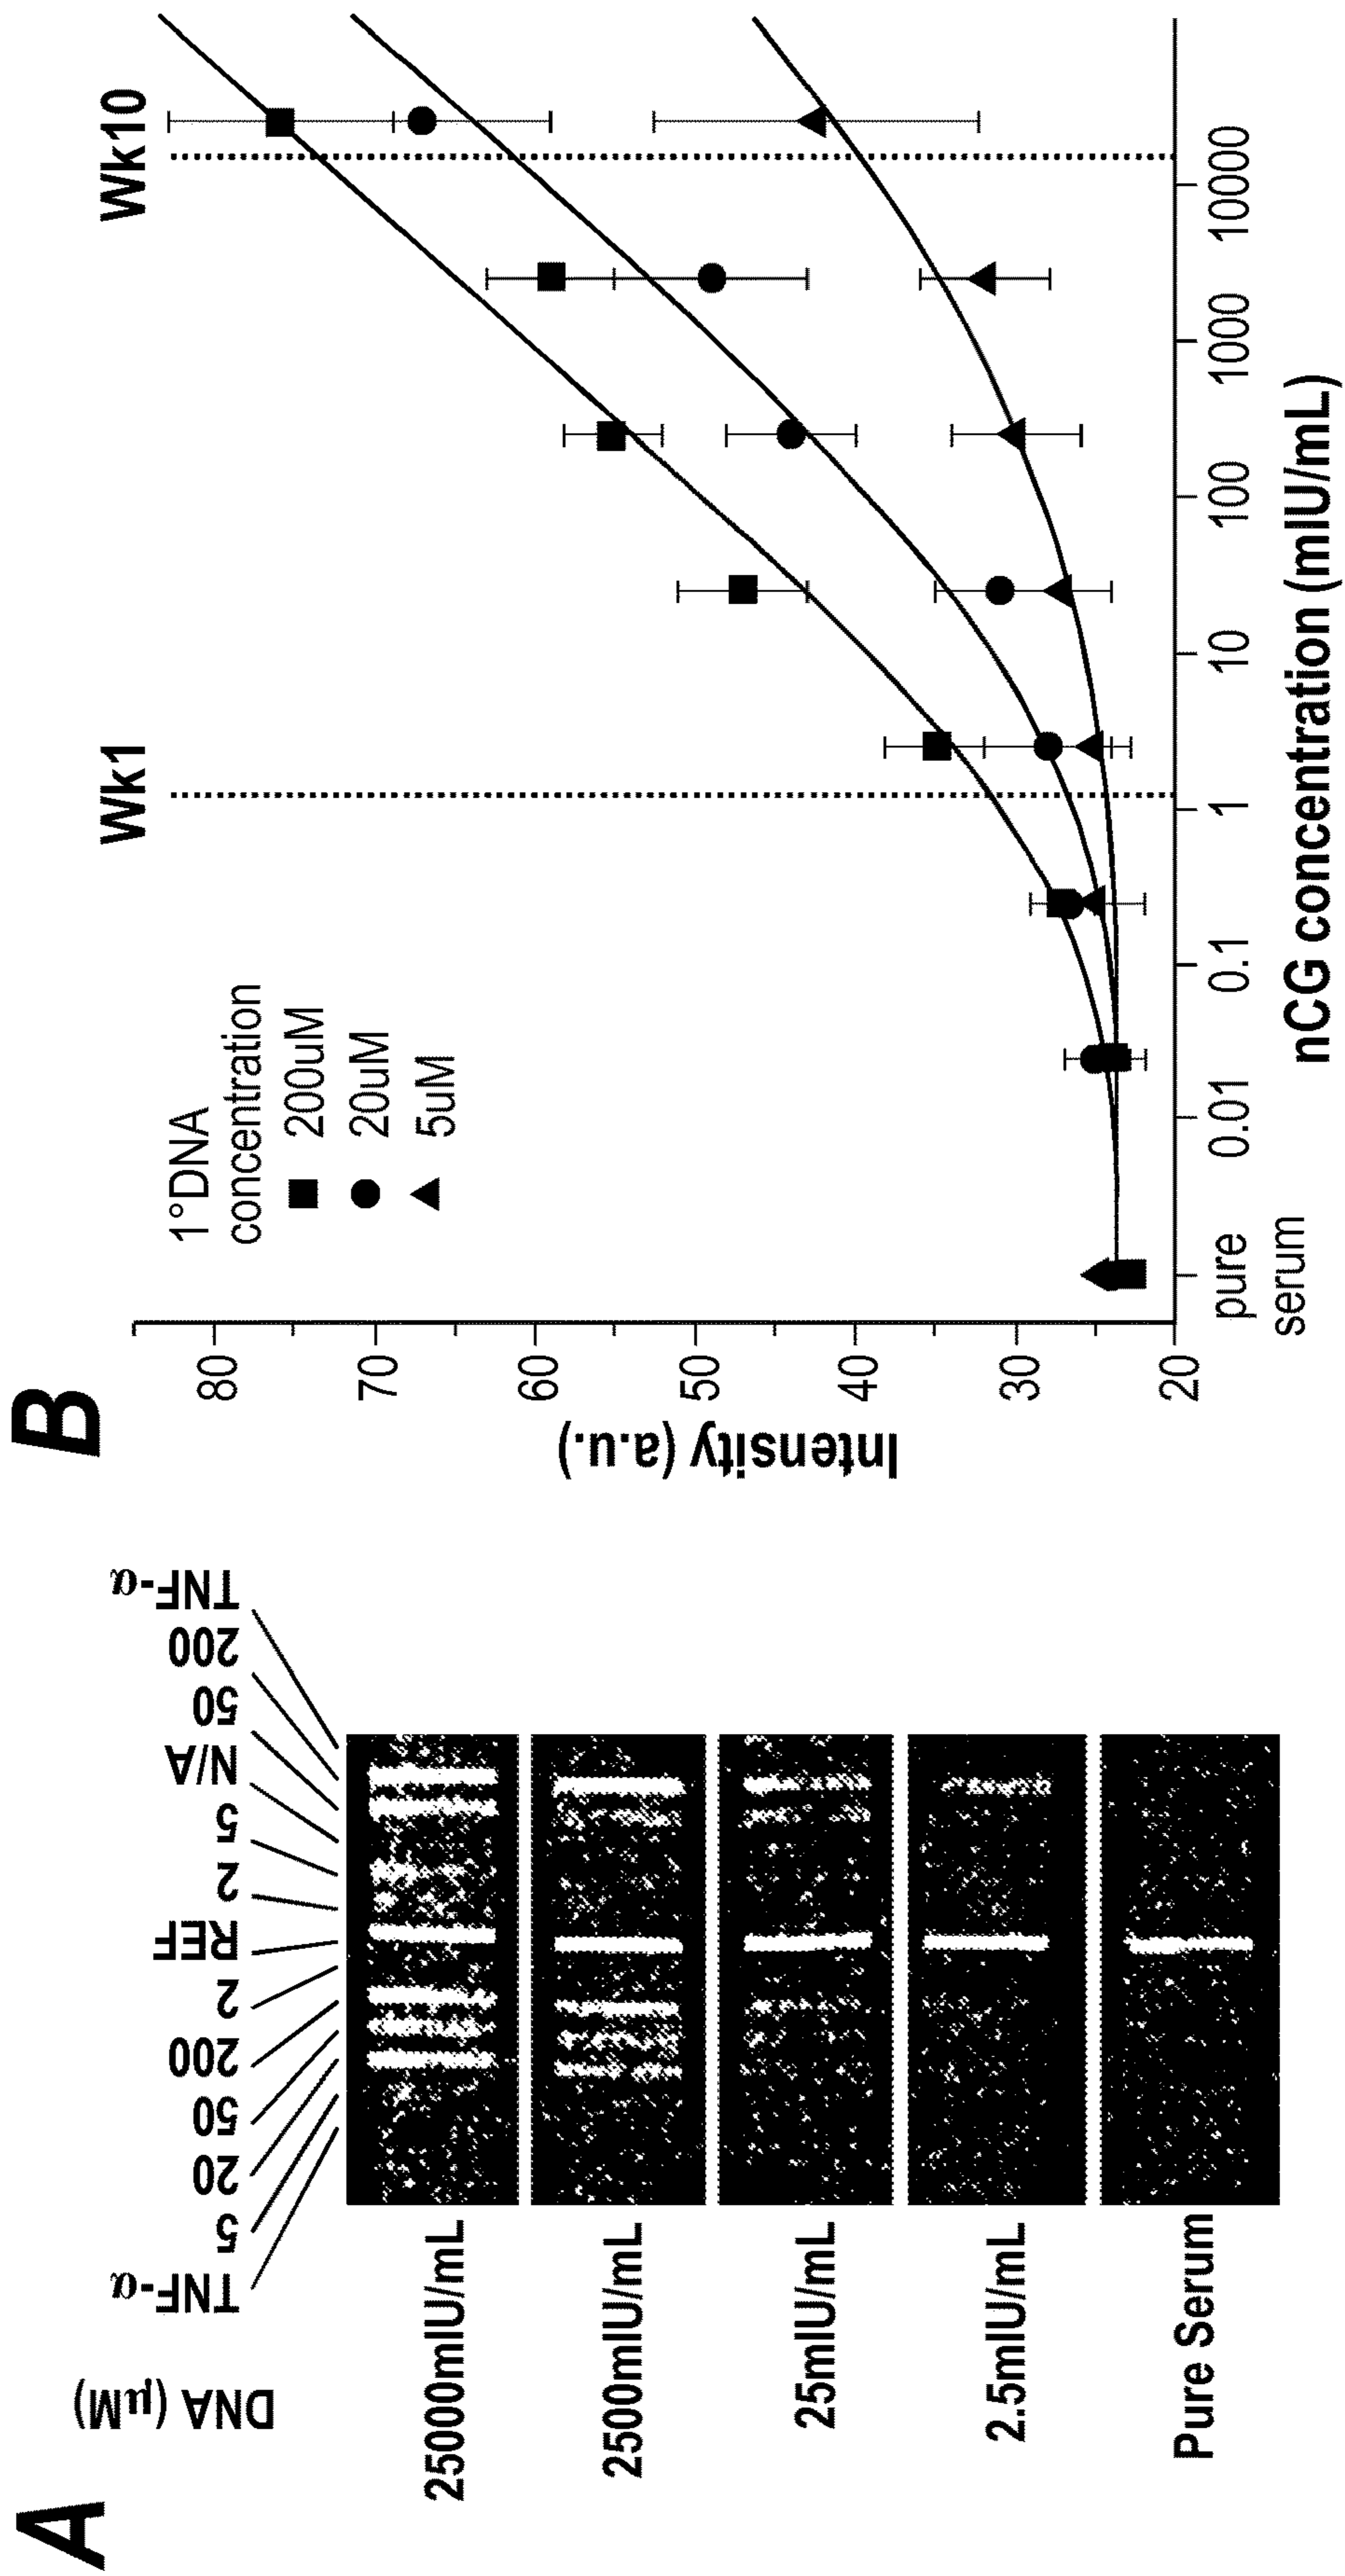 A
DNA (µM)
TNF-α
5
20
50
200
2
REF
2
5
N/A
50
200
TNF-α
25000mIU/mL
2500mIU/mL
25mIU/mL
2.5mIU/mL
Pure Serum
B
Wk1
Wk10
1°DNA
concentration
200uM
20uM
5uM
Intensity (a.u.)
80
70
60
50
40
30
20
pure
serum
0.01
0.1
1
10
100
1000
10000
nCG concentration (mIU/mL)